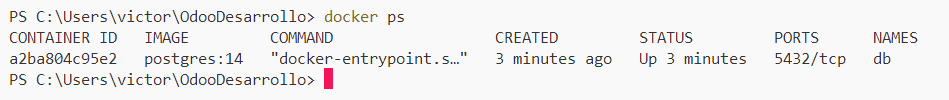 PS C:\Users\victor\OdooDesarrollo> docker ps
CONTAINER ID   IMAGE         COMMAND                  CREATED         STATUS         PORTS      NAMES
a2ba804c95e2   postgres:14   "docker-entrypoint.s…"   3 minutes ago   Up 3 minutes   5432/tcp   db
PS C:\Users\victor\OdooDesarrollo>